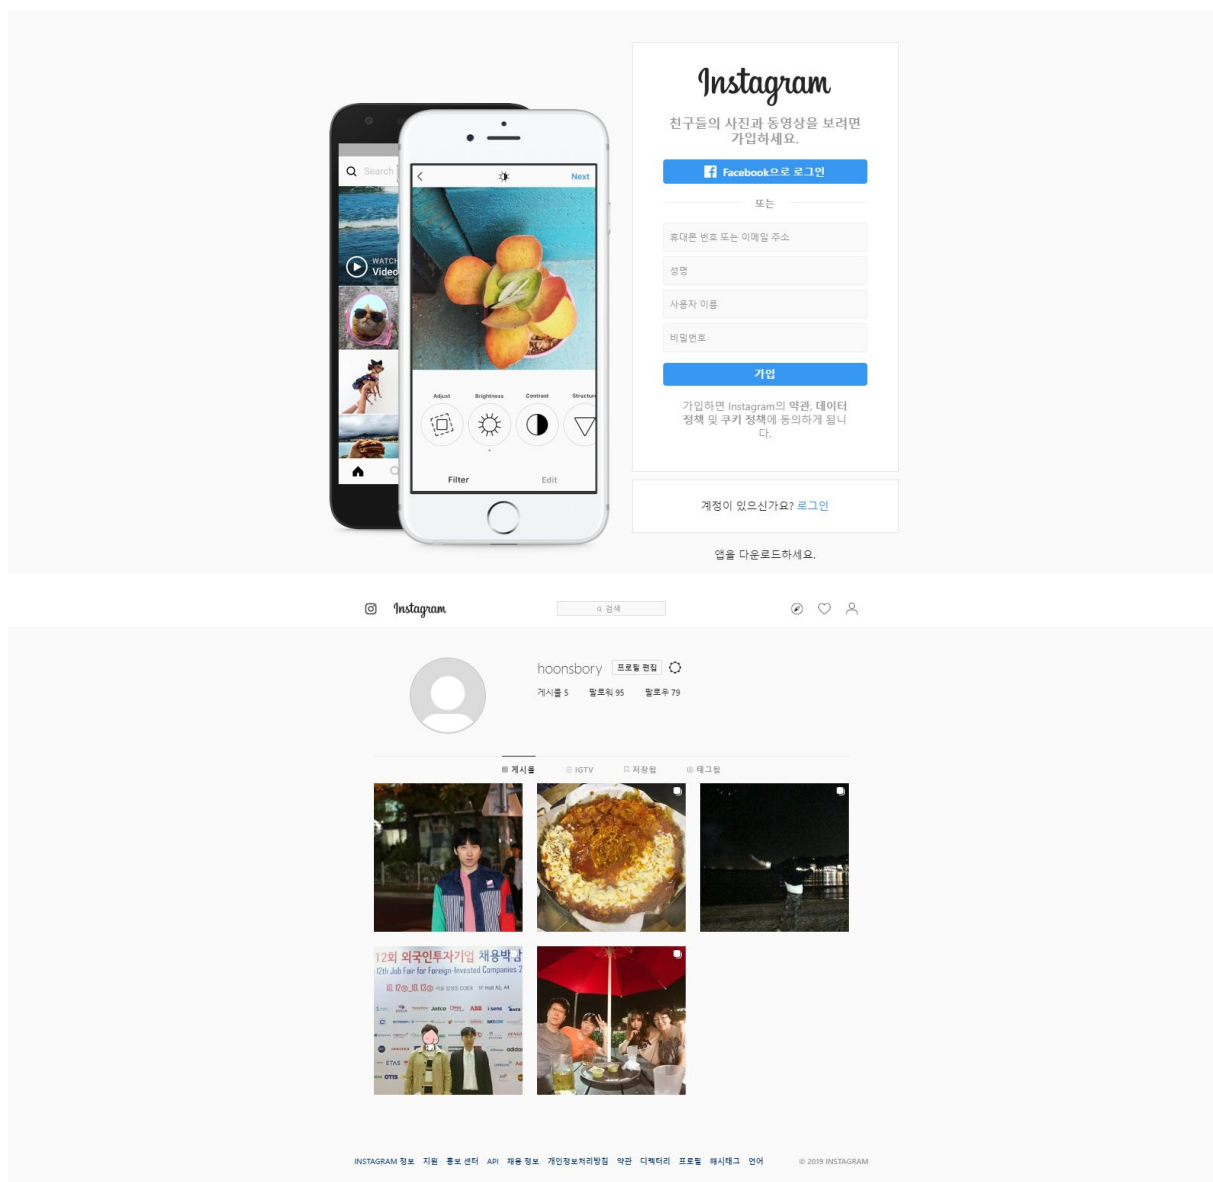 Instagram
친구들의 사진과 동영상을 보려면
가입하세요.
Facebook으로 로그인
또는
휴대폰 번호 또는 이메일 주소
성명
사용자 이름
비밀번호
가입
가입하면 Instagram의 약관, 데이터
정책 및 쿠키 정책에 동의하게 됩니
다.
계정이 있으신가요? 로그인
앱을 다운로드하세요.
Search
WATCH
Video
Next
Adjust Brightness Contrast Structure
Filter Edit
Instagram
검색
hoonsbory 프로필 편집
게시물 5 팔로워 95 팔로우 79
게시물 IGTV 저장됨 태그됨
12회 외국인투자기업 채용박람
12th Job Fair for Foreign-Invested Companies 2
10. 12 10. 13
Jatco ABB
adidas
ETAS
OTIS
INSTAGRAM 정보 지원 홍보 센터 API 채용 정보 개인정보처리방침 약관 디렉터리 프로필 해시태그 언어 © 2019 INSTAGRAM